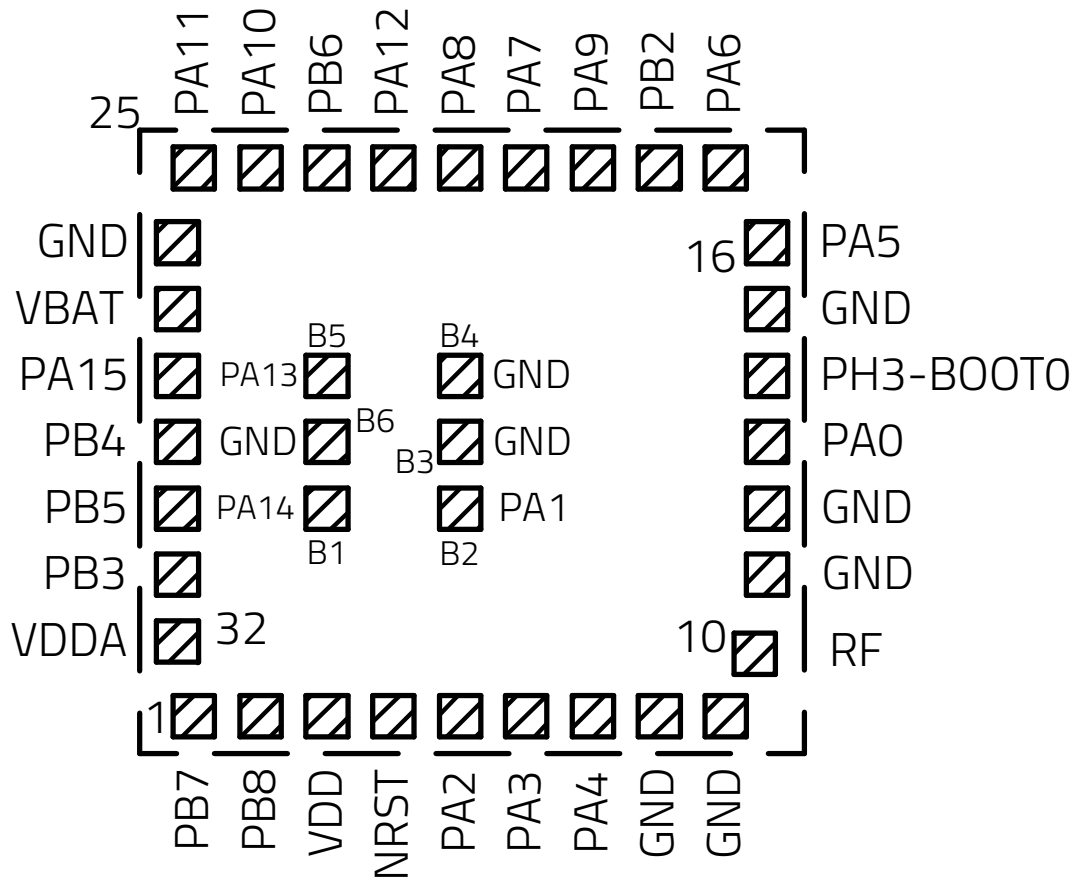 PA11
PA10
PB6
PA12
PA8
PA7
PA9
PB2
PA6
25
GND
16
PA5
VBAT
GND
B5
B4
PA15
PA13
GND
PH3-BOOT0
PB4
GND
B6
B3
GND
PA0
PB5
PA14
PA1
GND
B1
B2
PB3
GND
VDDA
32
10
RF
1
PB7
PB8
VDD
NRST
PA2
PA3
PA4
GND
GND